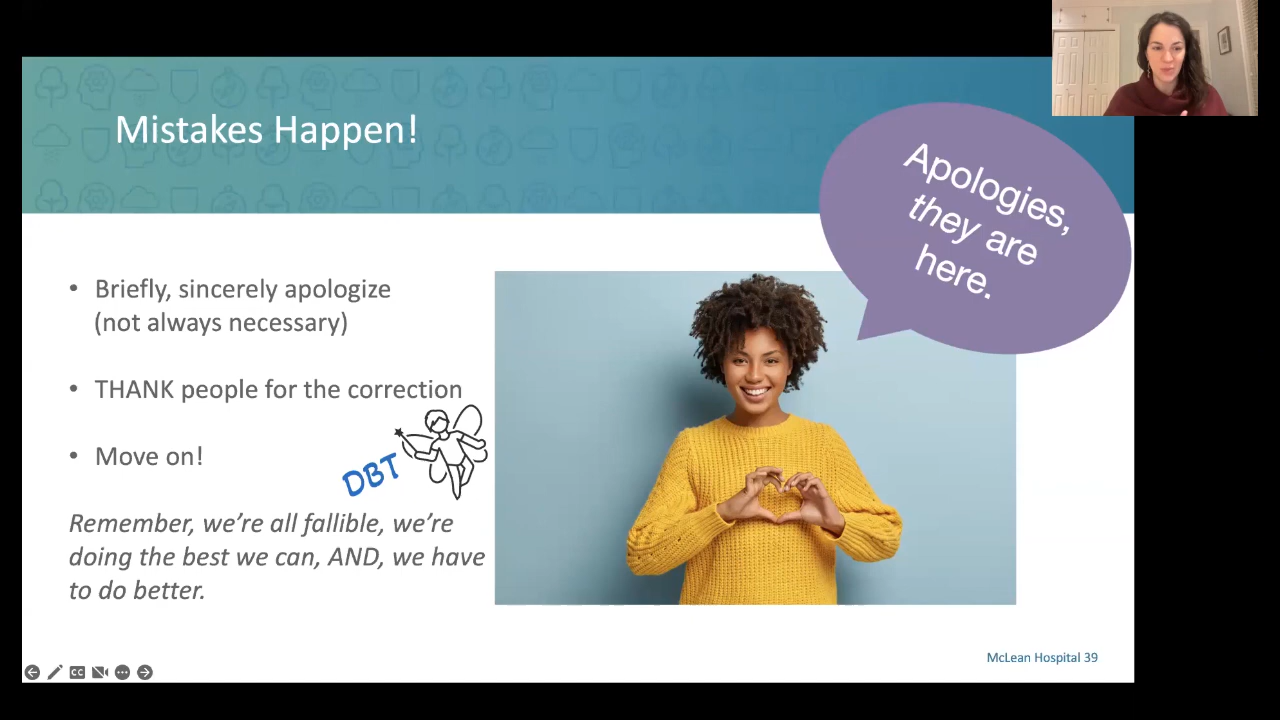 Mistakes Happen!
Apologies,
they are
here.
• Briefly, sincerely apologize
(not always necessary)
• THANK people for the correction
• Move on!
DBT
Remember, we're all fallible, we're
doing the best we can, AND, we have
to do better.
McLean Hospital 39
CC